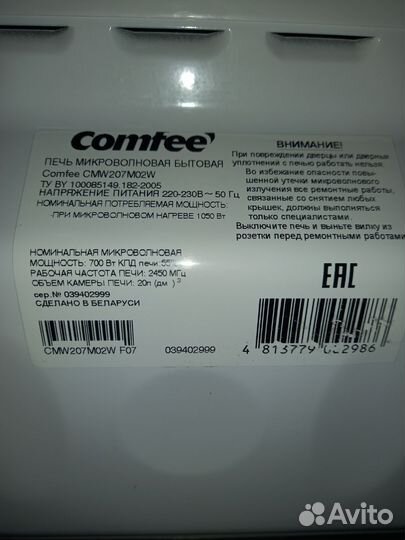 Comfee'
ПЕЧЬ МИКРОВОЛНОВАЯ БЫТОВАЯ
Comfee CMW207M02W
ТУ BY 100085149.182-2005
НАПРЯЖЕНИЕ ПИТАНИЯ 220-230В ~ 50 Гц
НОМИНАЛЬНАЯ ПОТРЕБЛЯЕМАЯ МОЩНОСТЬ:
-ПРИ МИКРОВОЛНОВОМ НАГРЕВЕ 1050 Вт
НОМИНАЛЬНАЯ МИКРОВОЛНОВАЯ
МОЩНОСТЬ: 700 Вт КПД печи:
РАБОЧАЯ ЧАСТОТА ПЕЧИ: 2450 МГц
ОБЪЕМ КАМЕРЫ ПЕЧИ: 20л (дм )³
сер.№ 039402999
СДЕЛАНО В БЕЛАРУСИ
CMW207M02W F07 039402999
ВНИМАНИЕ!
При повреждении дверцы или дверных
уплотнений с печью работать нельзя.
Во избежание опасности повы-
шенной утечки микроволнового
излучения все ремонтные работы,
связанные со снятием любых
крышек, должны выполняться
только специалистами.
Выключите печь и выньте вилку из
розетки перед ремонтными работами
EAC
4 813779 022986
Avito